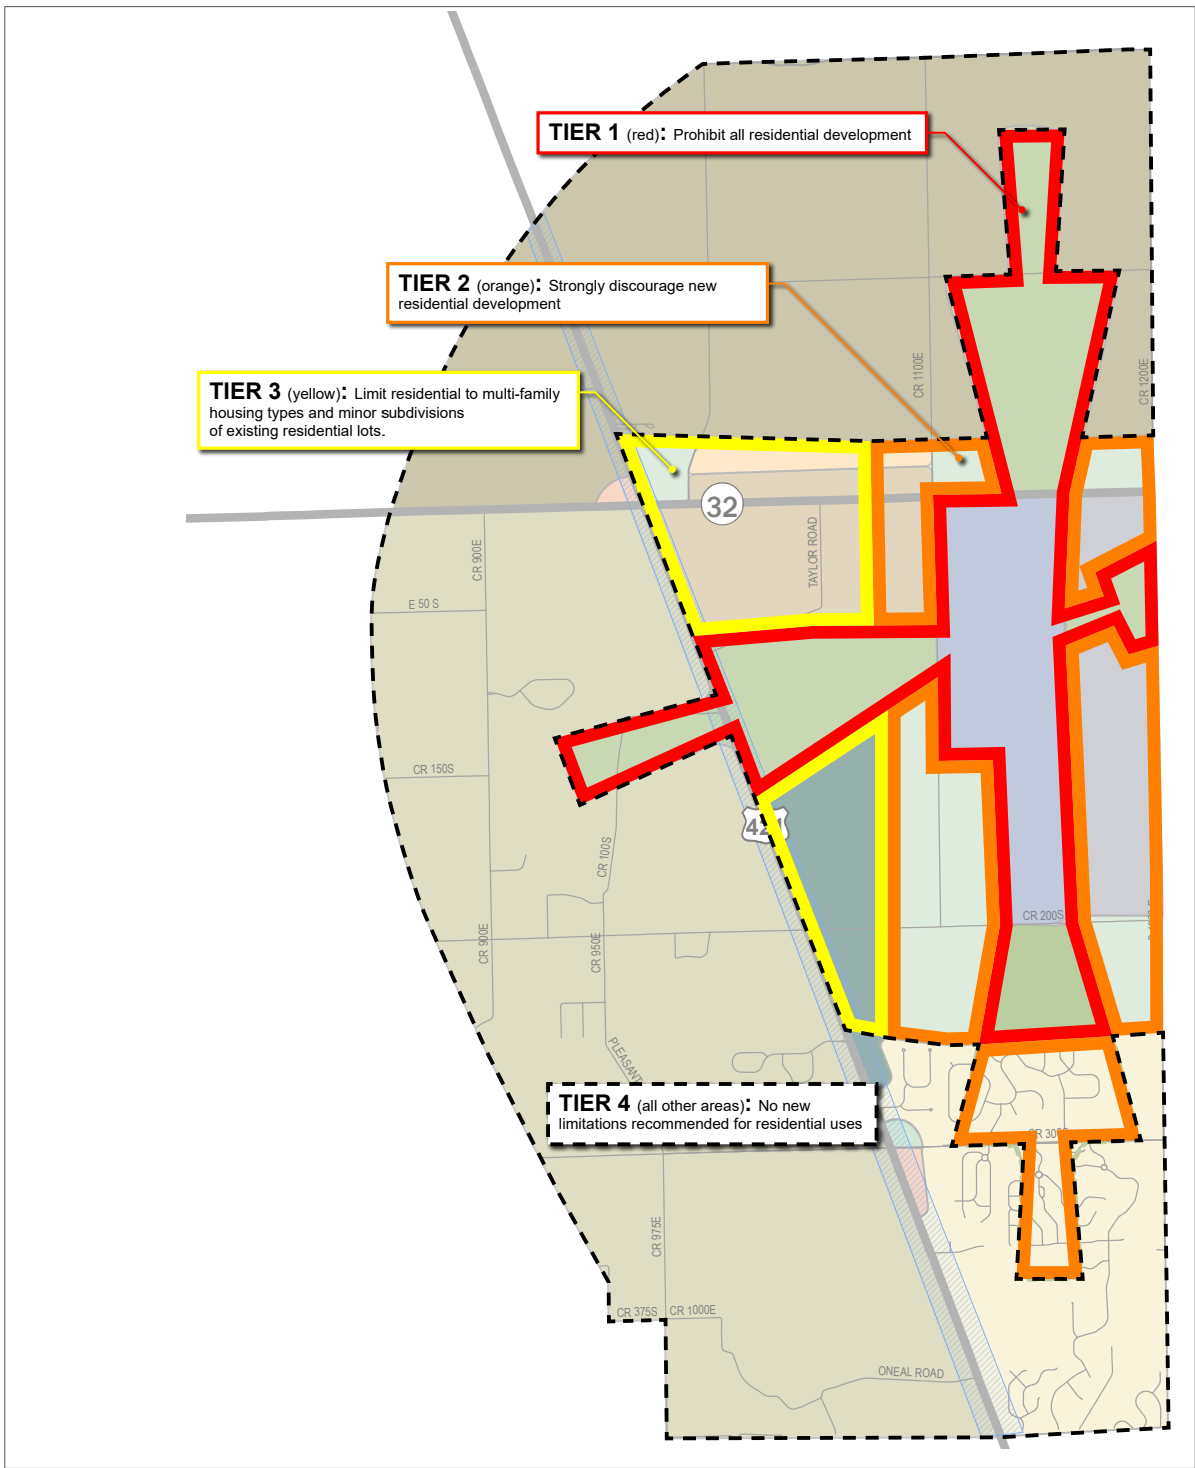 TIER 1 (red): Prohibit all residential development
TIER 2 (orange): Strongly discourage new
residential development
CR 1100E
CR 1200E
TIER 3 (yellow): Limit residential to multi-family
housing types and minor subdivisions
of existing residential lots.
32
TAYLOR ROAD
CR 900E
E 50 S
CR 150S
421
CR 100S
CR 200S
CR 900E
CR 950E
PLEASANT
TIER 4 (all other areas): No new
limitations recommended for residential uses
CR 300S
CR 975E
CR 375S
CR 1000E
ONEAL ROAD